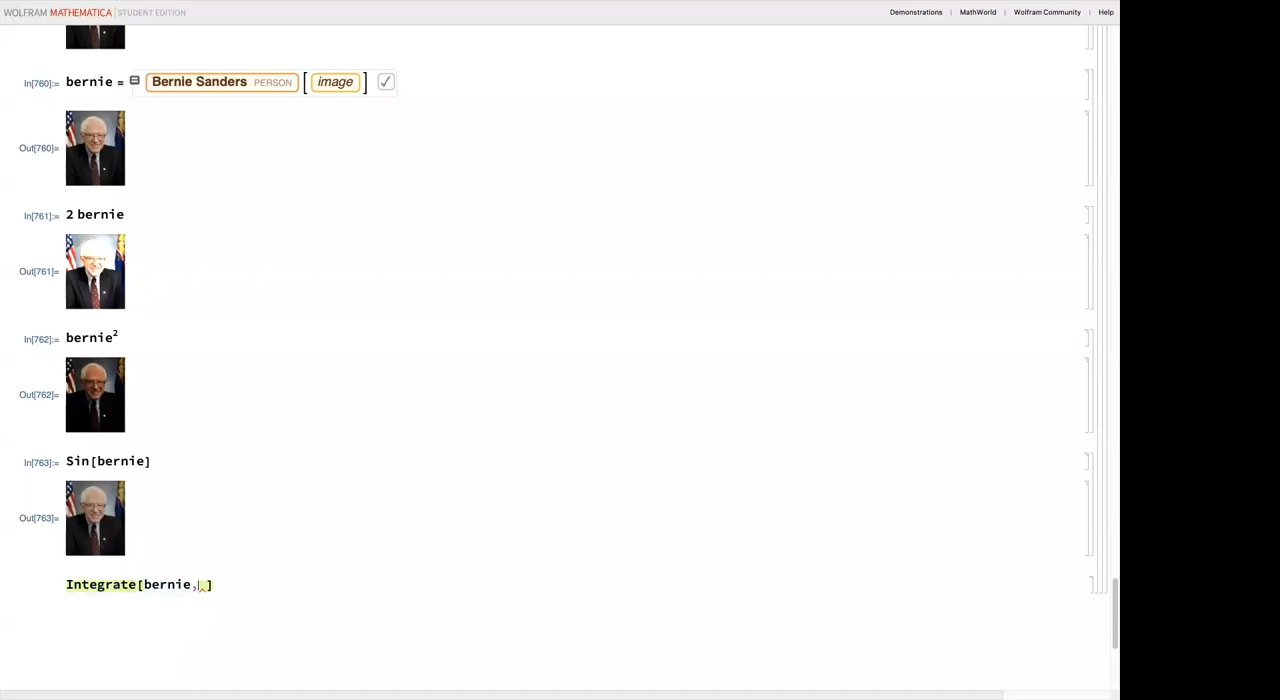 WOLFRAM MATHEMATICA | STUDENT EDITION Demonstrations | MathWorld | Wolfram Community | Help
In[760]:= bernie = Bernie Sanders PERSON [ image ] ✓
Out[760]=
In[761]:= 2 bernie
Out[761]=
In[762]:= bernie²
Out[762]=
In[763]:= Sin[bernie]
Out[763]=
Integrate[bernie, ]